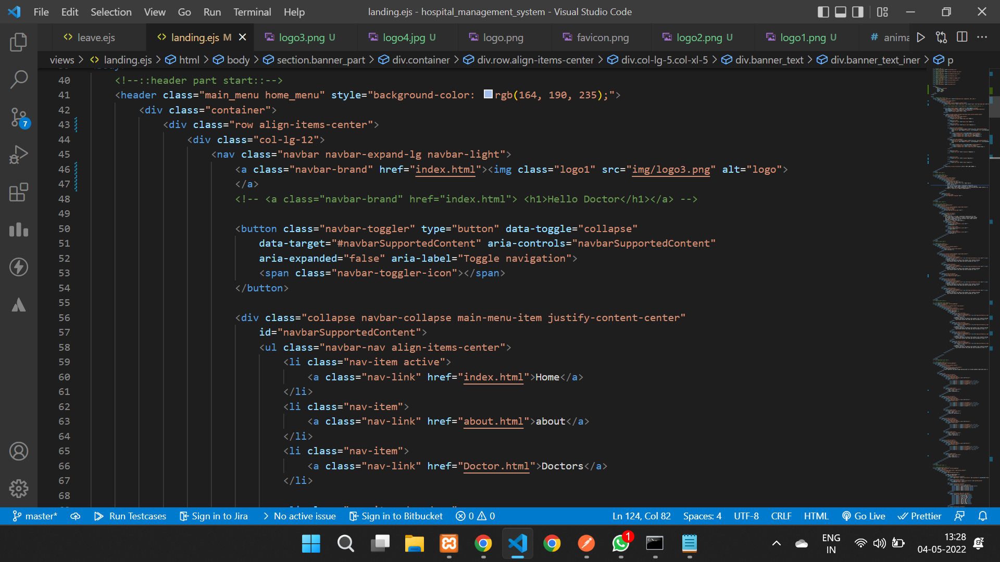 File Edit Selection View Go Run Terminal Help landing.ejs - hospital_management_system - Visual Studio Code
<> leave.ejs <> landing.ejs M logo3.png U logo4.jpg U logo.png favicon.png logo2.png U logo1.png U # anima
views > <> landing.ejs > html > body > section.banner_part > div.container > div.row.align-items-center > div.col-lg-5.col-xl-5 > div.banner_text > div.banner_text_iner > p
40 <!--::header part start::-->
41 <header class="main_menu home_menu" style="background-color: rgb(164, 190, 235);">
42 <div class="container">
43 <div class="row align-items-center">
44 <div class="col-lg-12">
45 <nav class="navbar navbar-expand-lg navbar-light">
46 <a class="navbar-brand" href="index.html"><img class="logo1" src="img/logo3.png" alt="logo">
47 </a>
48 <!-- <a class="navbar-brand" href="index.html"> <h1>Hello Doctor</h1></a> -->
49
50 <button class="navbar-toggler" type="button" data-toggle="collapse"
51 data-target="#navbarSupportedContent" aria-controls="navbarSupportedContent"
52 aria-expanded="false" aria-label="Toggle navigation">
53 <span class="navbar-toggler-icon"></span>
54 </button>
55
56 <div class="collapse navbar-collapse main-menu-item justify-content-center"
57 id="navbarSupportedContent">
58 <ul class="navbar-nav align-items-center">
59 <li class="nav-item active">
60 <a class="nav-link" href="index.html">Home</a>
61 </li>
62 <li class="nav-item">
63 <a class="nav-link" href="about.html">about</a>
64 </li>
65 <li class="nav-item">
66 <a class="nav-link" href="Doctor.html">Doctors</a>
67 </li>
68
7
master* Run Testcases Sign in to Jira > No active issue Sign in to Bitbucket 0 0 Ln 124, Col 82 Spaces: 4 UTF-8 CRLF HTML Go Live Prettier
1
ENG 13:28
IN 04-05-2022